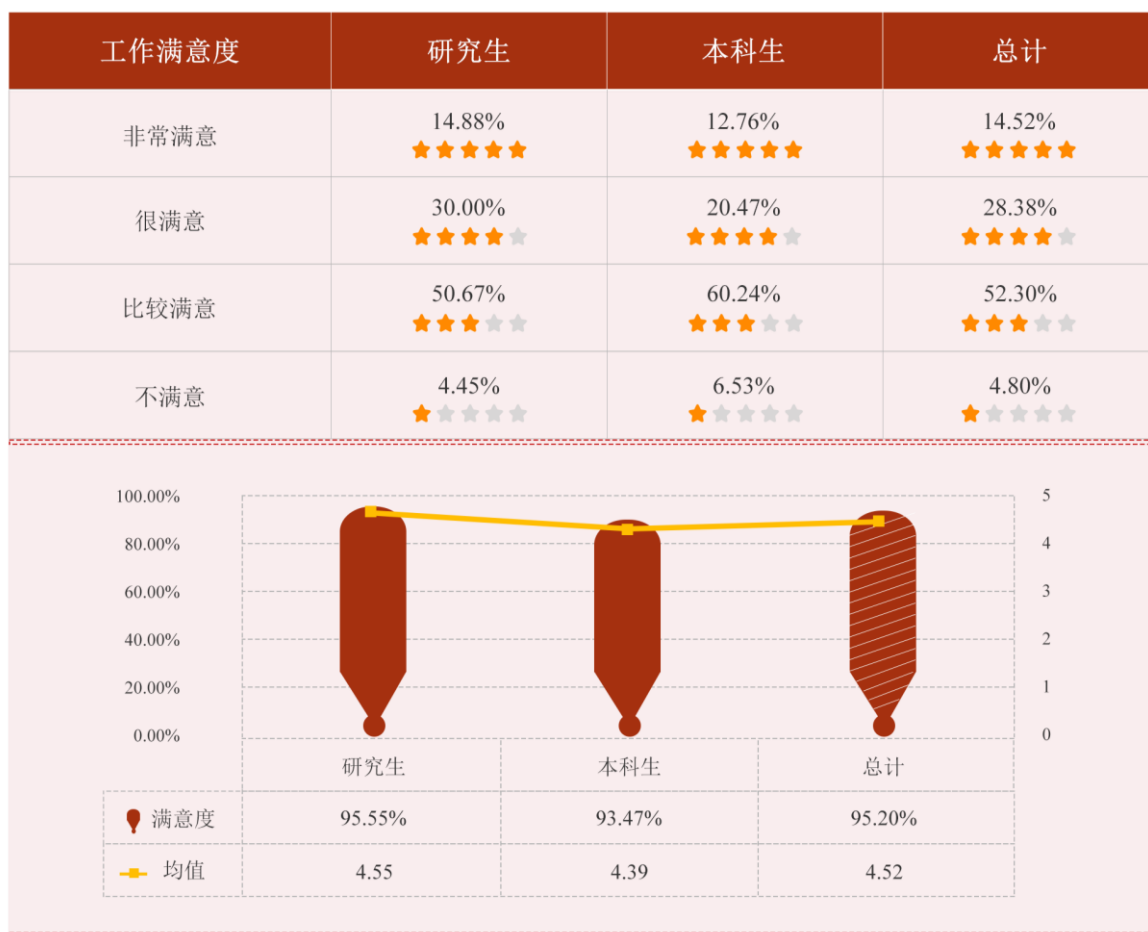 工作满意度 研究生 本科生 总计
非常满意 14.88% 12.76% 14.52%
很满意 30.00% 20.47% 28.38%
比较满意 50.67% 60.24% 52.30%
不满意 4.45% 6.53% 4.80%
100.00% 5
80.00% 4
60.00% 3
40.00% 2
20.00% 1
0.00% 0
研究生 本科生 总计
满意度 95.55% 93.47% 95.20%
均值 4.55 4.39 4.52